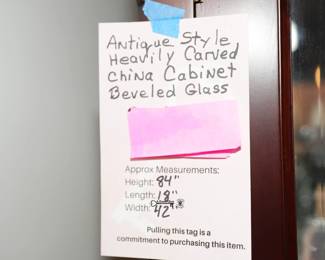 Antique Style
Heavily Carved
China Cabinet
Beveled Glass
Approx Measurements:
Height: 84"
Length: 18"
Width: 42"
Pulling this tag is a
commitment to purchasing this item.